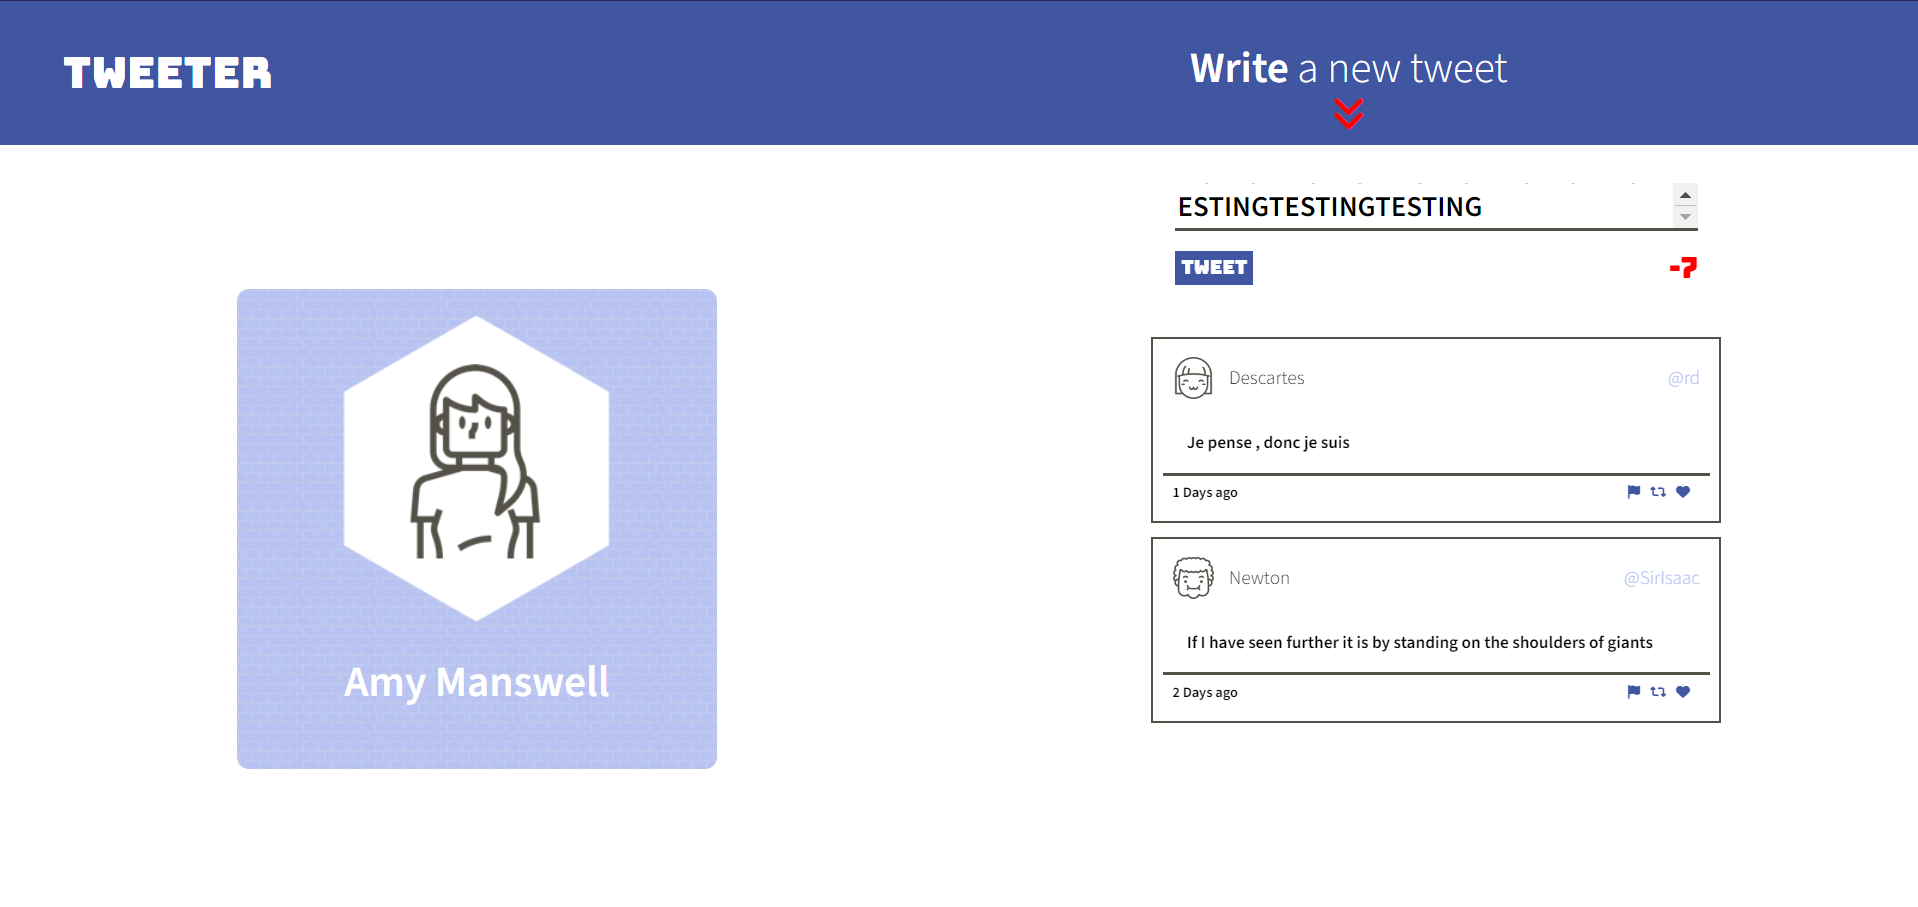 TWEETER
Write a new tweet
ESTINGTESTINGTESTING
TWEET
-7
Amy Manswell
Descartes
@rd
Je pense , donc je suis
1 Days ago
Newton
@SirIsaac
If I have seen further it is by standing on the shoulders of giants
2 Days ago